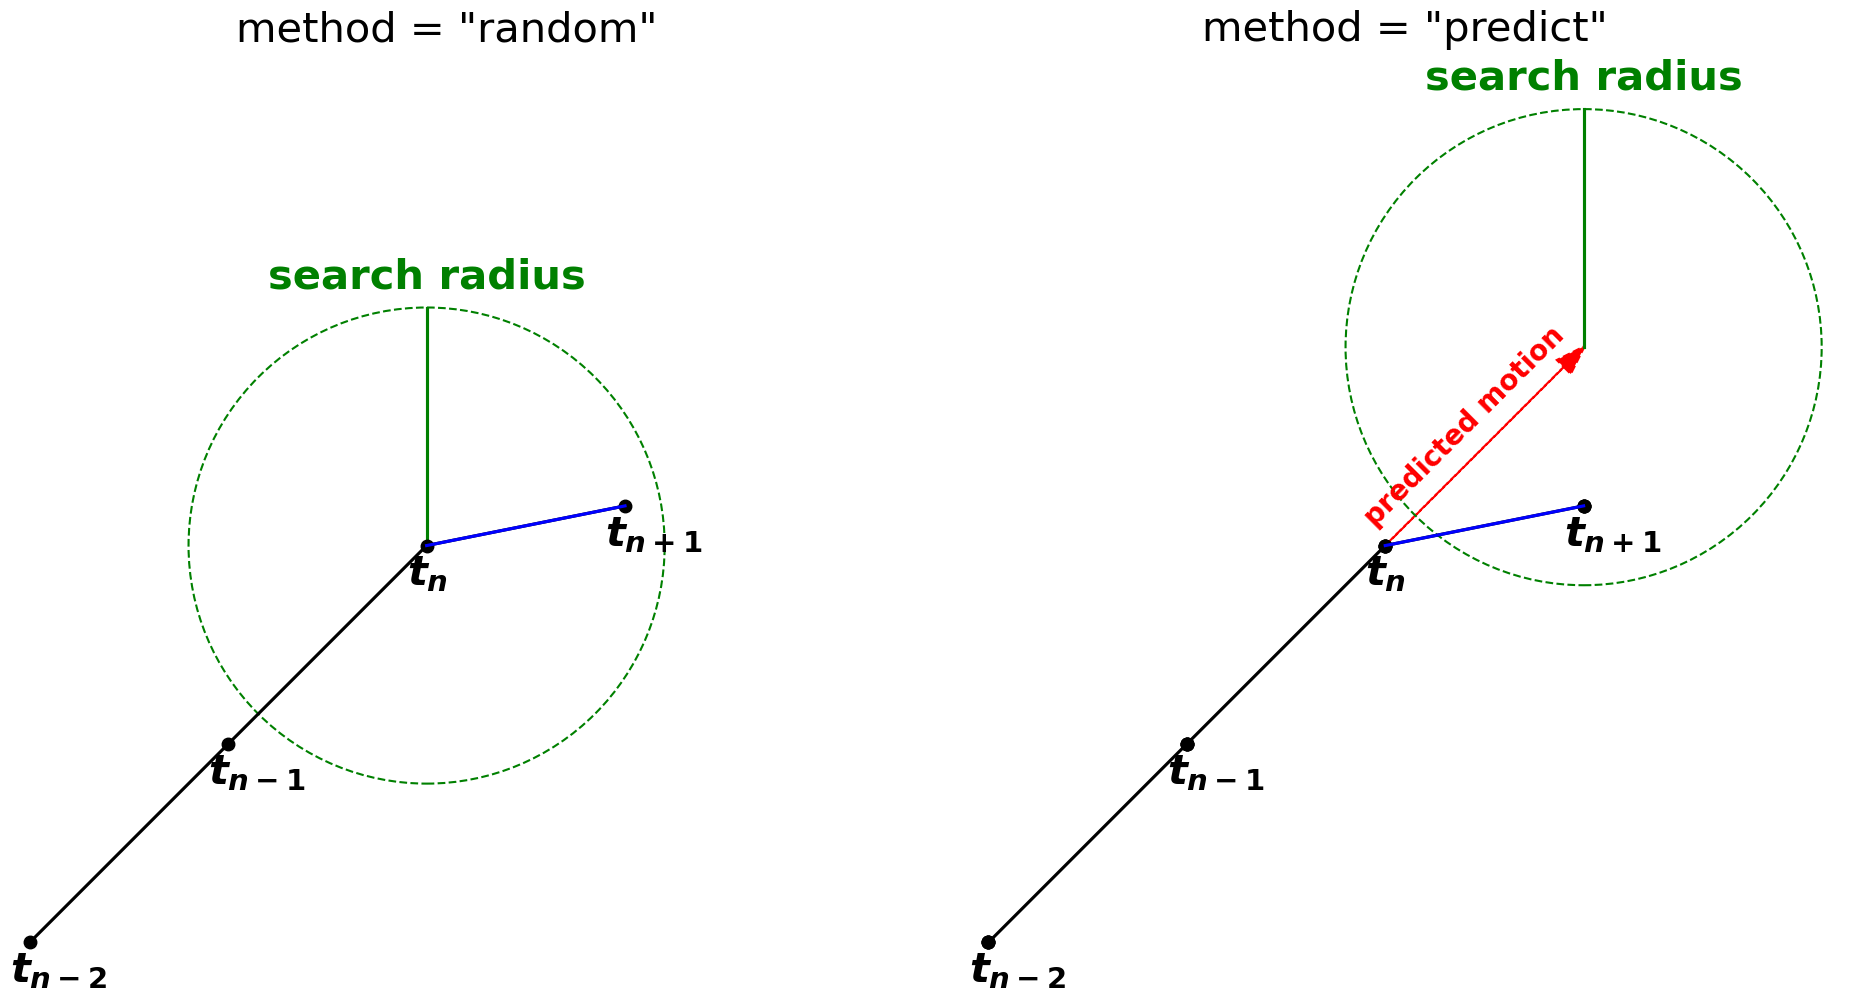 method = "random"
search radius
t_{n+1}
t_n
t_{n-1}
t_{n-2}
method = "predict"
search radius
predicted motion
t_{n+1}
t_n
t_{n-1}
t_{n-2}